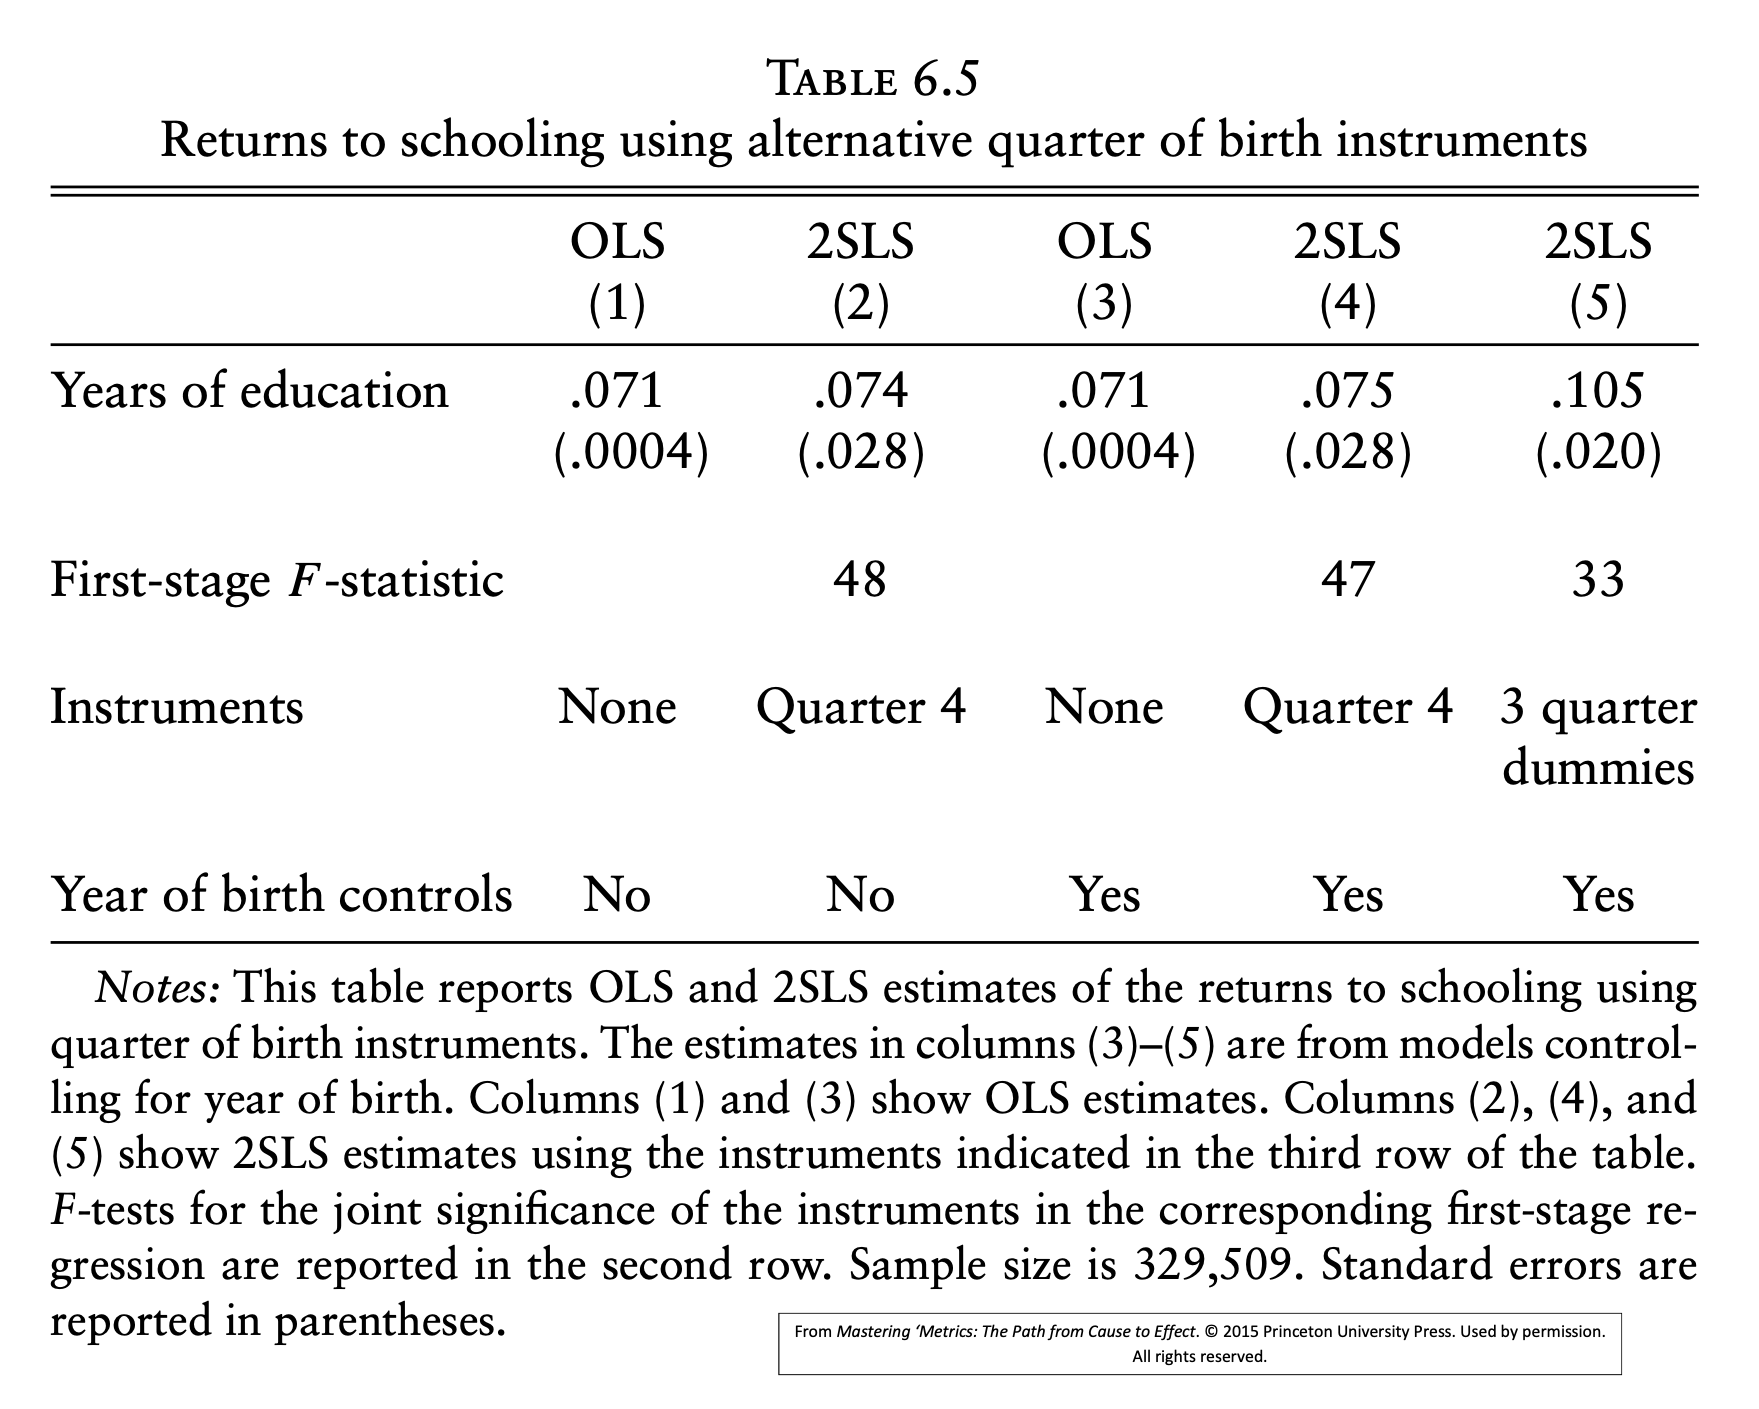 TABLE 6.5
Returns to schooling using alternative quarter of birth instruments
OLS 2SLS OLS 2SLS 2SLS
(1) (2) (3) (4) (5)
Years of education .071 .074 .071 .075 .105
(.0004) (.028) (.0004) (.028) (.020)
First-stage F-statistic 48 47 33
Instruments None Quarter 4 None Quarter 4 3 quarter
dummies
Year of birth controls No No Yes Yes Yes
Notes: This table reports OLS and 2SLS estimates of the returns to schooling using
quarter of birth instruments. The estimates in columns (3)–(5) are from models control-
ling for year of birth. Columns (1) and (3) show OLS estimates. Columns (2), (4), and
(5) show 2SLS estimates using the instruments indicated in the third row of the table.
F-tests for the joint significance of the instruments in the corresponding first-stage re-
gression are reported in the second row. Sample size is 329,509. Standard errors are
reported in parentheses.
From Mastering ‘Metrics: The Path from Cause to Effect. © 2015 Princeton University Press. Used by permission.
All rights reserved.